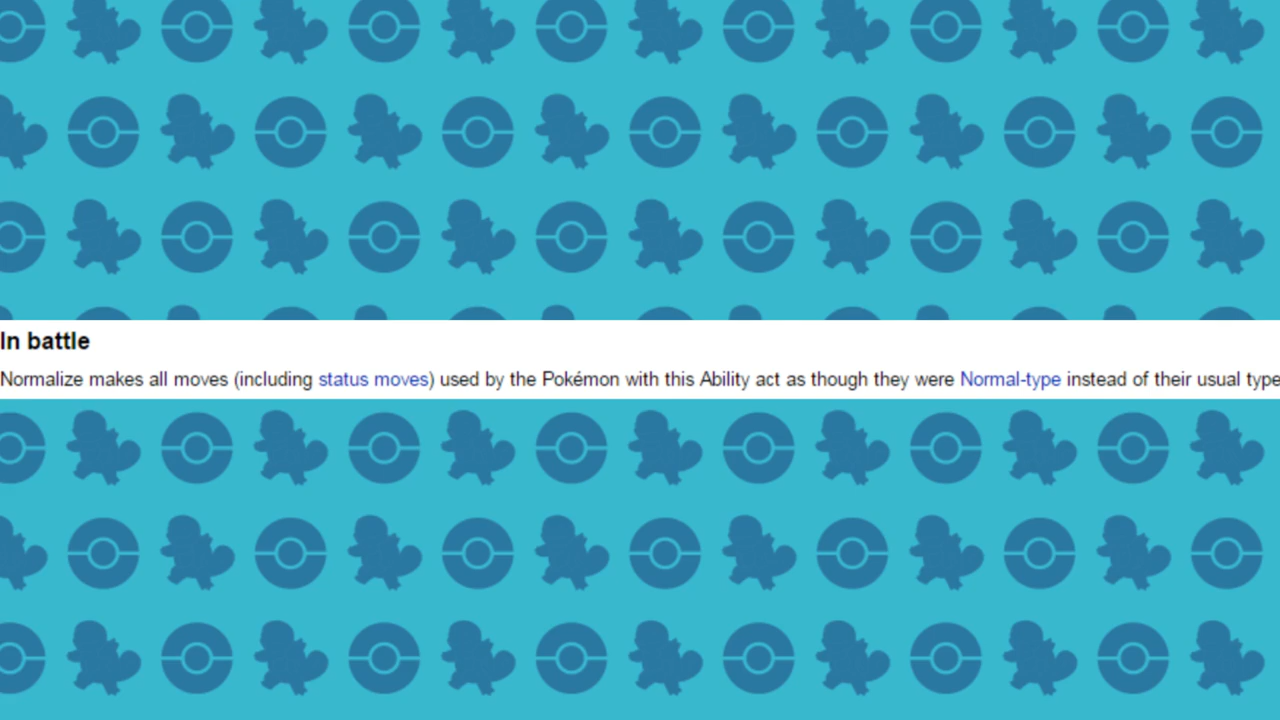 In battle
Normalize makes all moves (including status moves) used by the Pokémon with this Ability act as though they were Normal-type instead of their usual type